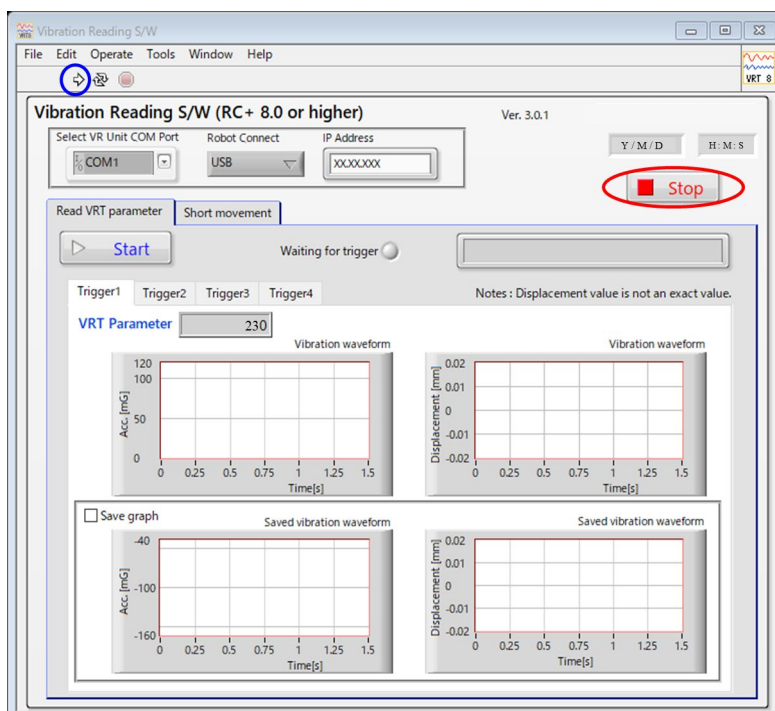 Vibration Reading S/W
File Edit Operate Tools Window Help
VRT 8
Vibration Reading S/W (RC+ 8.0 or higher)
Ver. 3.0.1
Select VR Unit COM Port Robot Connect IP Address
COM1 USB XX.XX.XXX
Y/M/D H:M:S
Stop
Read VRT parameter Short movement
Start Waiting for trigger
Trigger1 Trigger2 Trigger3 Trigger4
Notes : Displacement value is not an exact value.
VRT Parameter 230
Vibration waveform
Acc. [mG]
120
100
50
0
0 0.25 0.5 0.75 1 1.25 1.5
Time[s]
Vibration waveform
Displacement [mm]
0.02
0.01
0
-0.01
-0.02
0 0.25 0.5 0.75 1 1.25 1.5
Time[s]
Save graph
Saved vibration waveform
Acc. [mG]
-40
-100
-160
0 0.25 0.5 0.75 1 1.25 1.5
Time[s]
Saved vibration waveform
Displacement [mm]
0.02
0.01
0
-0.01
-0.02
0 0.25 0.5 0.75 1 1.25 1.5
Time[s]